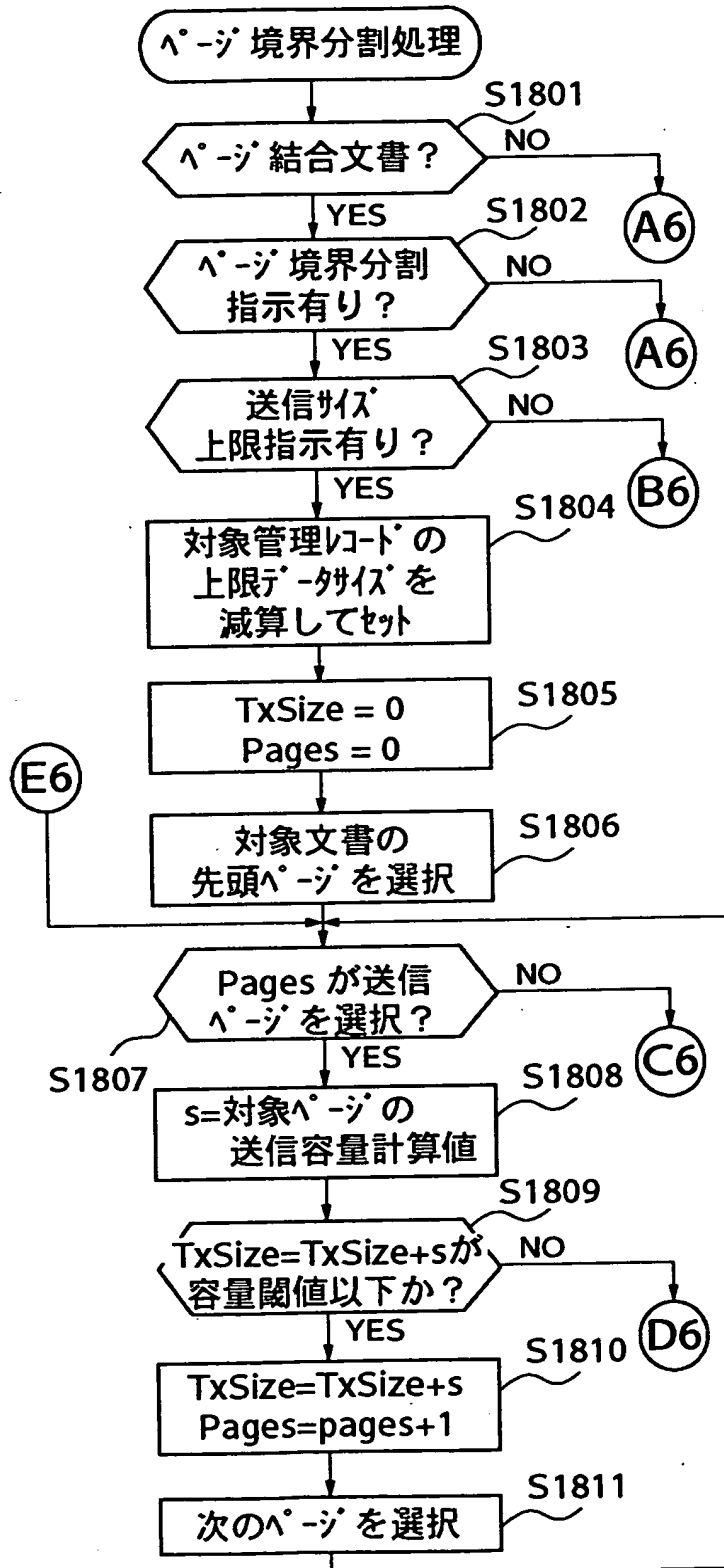 ページ境界分割処理
S1801
ページ結合文書?
NO
A6
YES
S1802
ページ境界分割
指示有り?
NO
A6
YES
S1803
送信サイズ
上限指示有り?
NO
B6
YES
S1804
対象管理レコードの
上限データサイズを
減算してセット
S1805
TxSize = 0
Pages = 0
E6
S1806
対象文書の
先頭ページを選択
Pagesが送信
ページを選択?
NO
C6
S1807
YES
S1808
s=対象ページの
送信容量計算値
S1809
TxSize=TxSize+sが
容量閾値以下か?
NO
D6
YES
S1810
TxSize=TxSize+s
Pages=pages+1
S1811
次のページを選択